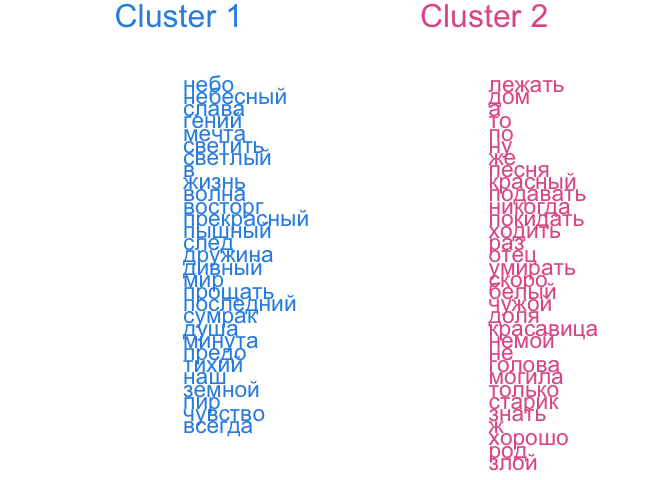 Cluster 1
небо
небесный
слава
гений
мечта
светить
светлый
в
жизнь
волна
восторг
прекрасный
пышный
след
дружина
дивный
мир
прощать
последний
сумрак
душа
минута
предо
тихий
наш
земной
пир
чувство
всегда
Cluster 2
лежать
дом
а
то
по
ну
же
песня
красный
подавать
никогда
покидать
ходить
раз
отец
умирать
скоро
белый
чужой
доля
красавица
немой
не
голова
могила
только
старик
знать
ж
хорошо
род
злой